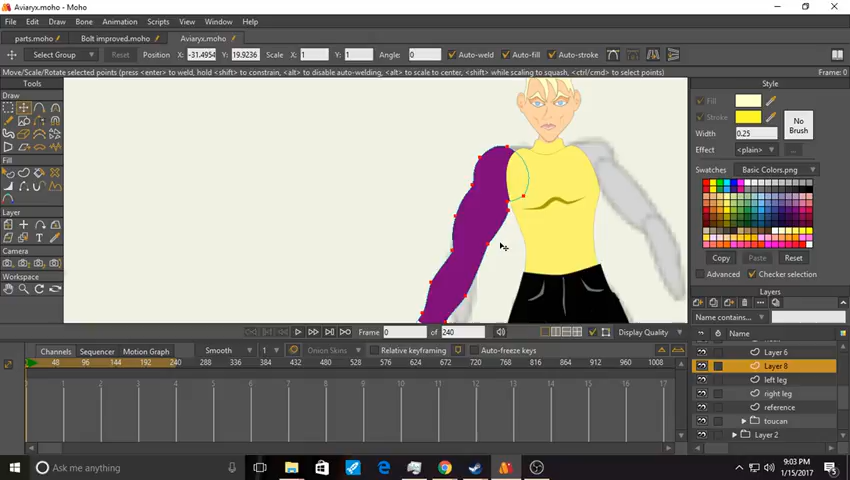 Aviaryx.moho - Moho
File Edit Draw Bone Animation Scripts View Window Help
parts.moho Bolt improved.moho Aviaryx.moho
Select Group Reset Position X: -31.4954 Y: 19.9236 Scale X: 1 Y: 1 Angle: 0 Auto-weld Auto-fill Auto-stroke
Move/Scale/Rotate selected points (press enter> to weld, hold <shift> to constrain, <alt> to disable auto-welding, <alt> to scale to center, <shift> while scaling to squash, <ctrl/cmd> to select points) Frame: 0
Tools
Draw
Fill
Layer
Camera
Workspace
Style
Fill
Stroke
No Brush
Width 0.25
Effect <plain> ...
Swatches Basic Colors.png
Copy Paste Reset
Advanced Checker selection
Layers
Name contains...
Name
Layer 6
Layer 8
left leg
right leg
reference
toucan
Layer 2
Frame 0 of 240 Display Quality
Channels Sequencer Motion Graph Smooth 1 Onion Skins Relative keyframing Auto-freeze keys
48 96 144 192 240 288 336 384 432 480 528 576 624 672 720 768 816 864 912
1 2 3 4 5 6 7 8 9 10 11 12 13 14 15 16 17
Ask me anything
9:03 PM
1/15/2017